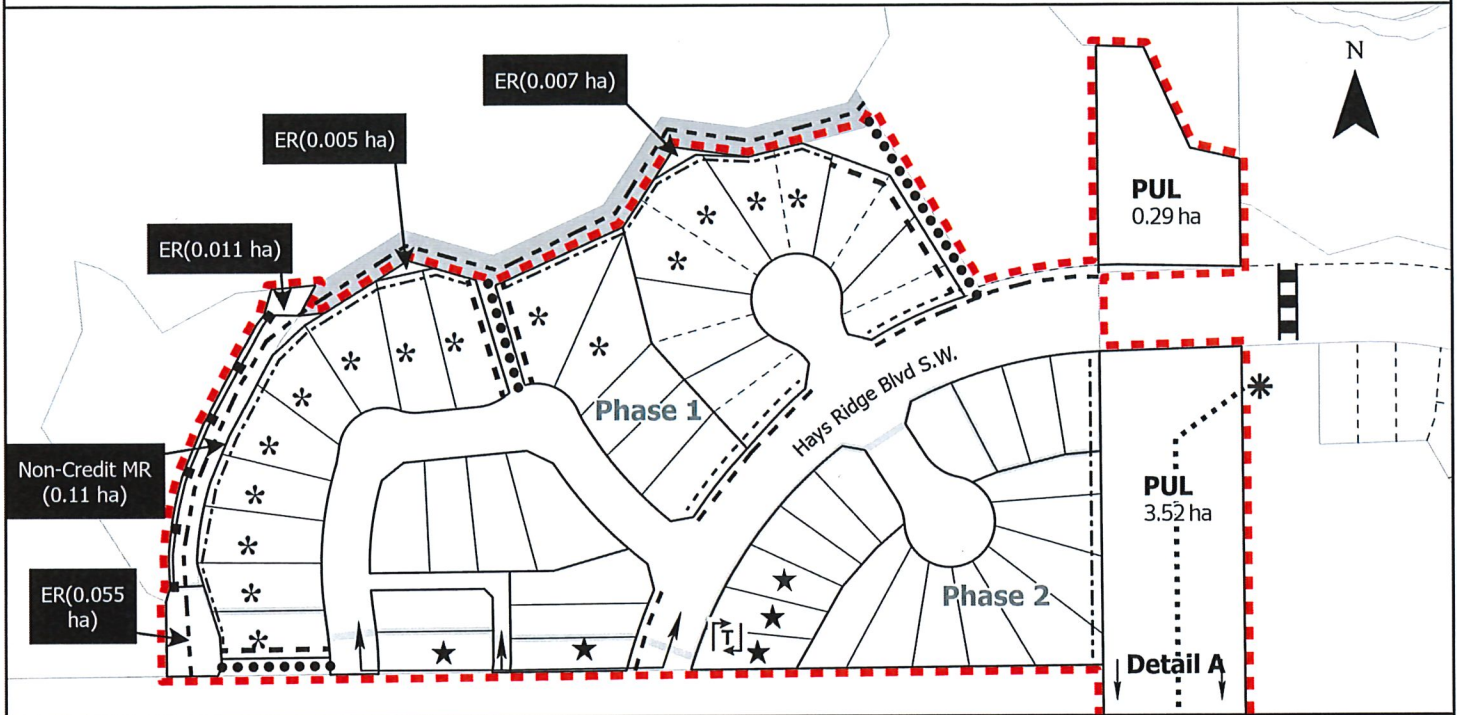 N
ER(0.007 ha)
ER(0.005 ha)
PUL
0.29 ha
ER(0.011 ha)
Phase 1
Hays Ridge Blvd S.W.
Non-Credit MR
(0.11 ha)
PUL
3.52 ha
ER(0.055
ha)
Phase 2
T
Detail A